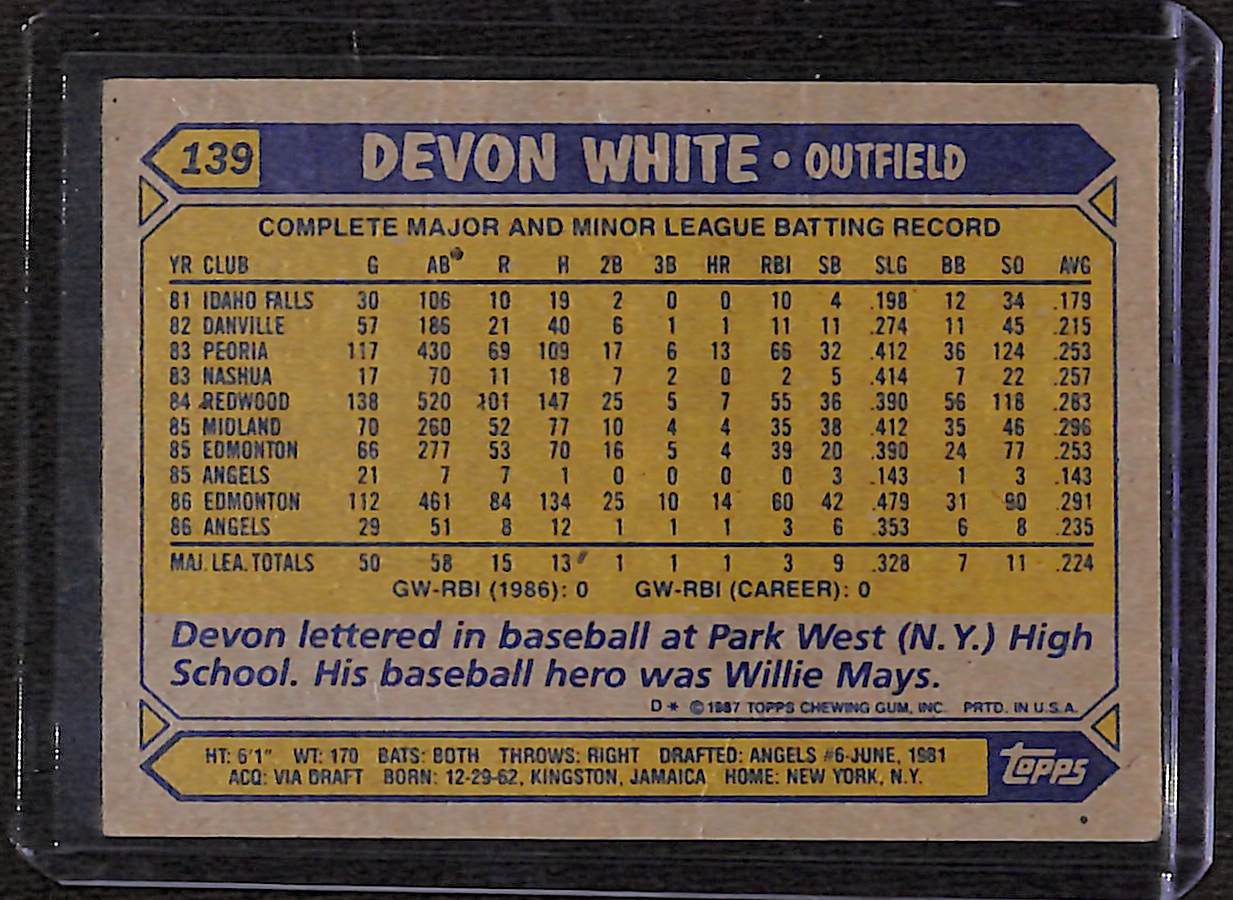 139 DEVON WHITE • OUTFIELD
COMPLETE MAJOR AND MINOR LEAGUE BATTING RECORD
YR CLUB G AB R H 2B 3B HR RBI SB SLG BB SO AVG
81 IDAHO FALLS 30 106 10 19 2 0 0 10 4 .198 12 34 .179
82 DANVILLE 57 186 21 40 6 1 1 11 11 .274 11 45 .215
83 PEORIA 117 430 69 109 17 6 13 66 32 .412 36 124 .253
83 NASHUA 17 70 11 18 7 2 0 2 5 .414 7 22 .257
84 REDWOOD 138 520 101 147 25 5 7 55 36 .390 56 118 .283
85 MIDLAND 70 260 52 77 10 4 4 35 38 .412 35 46 .296
85 EDMONTON 66 277 53 70 16 5 4 39 20 .390 24 77 .253
85 ANGELS 21 7 7 1 0 0 0 0 3 .143 1 3 .143
86 EDMONTON 112 461 84 134 25 10 14 60 42 .479 31 90 .291
86 ANGELS 29 51 8 12 1 1 1 3 6 .353 6 8 .235
MAJ. LEA. TOTALS 50 58 15 13 1 1 1 3 9 .328 7 11 .224
GW-RBI (1986): 0 GW-RBI (CAREER): 0
Devon lettered in baseball at Park West (N.Y.) High
School. His baseball hero was Willie Mays.
D* © 1987 TOPPS CHEWING GUM, INC. PRTD. IN U.S.A.
HT: 6'1" WT: 170 BATS: BOTH THROWS: RIGHT DRAFTED: ANGELS #6-JUNE, 1981
ACQ: VIA DRAFT BORN: 12-29-62, KINGSTON, JAMAICA HOME: NEW YORK, N.Y.
topps